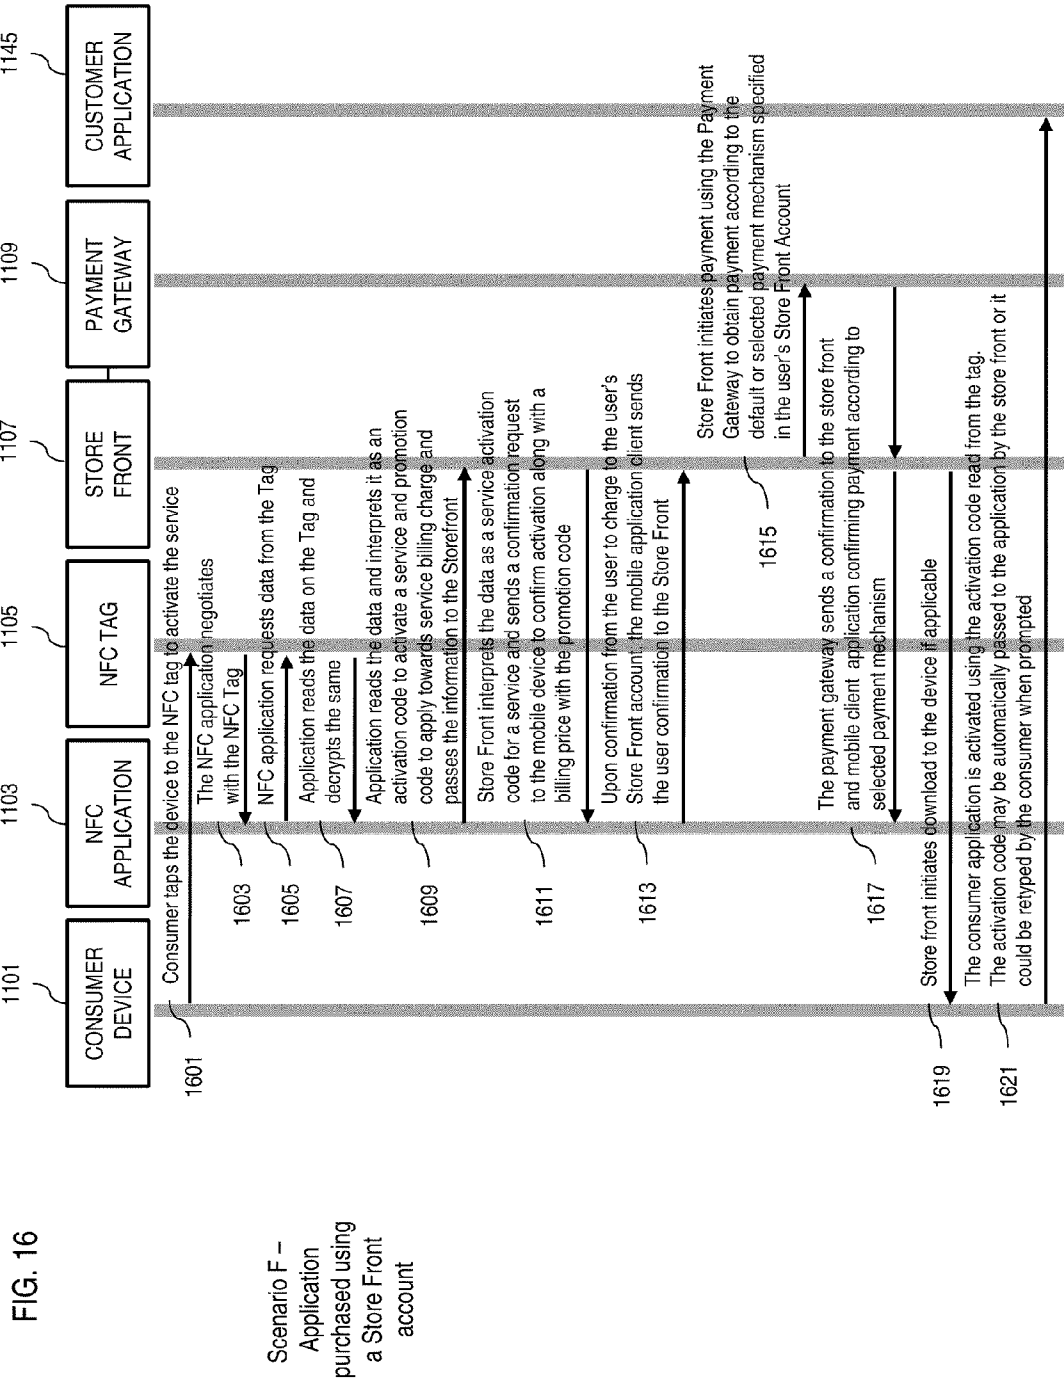 FIG. 16
Scenario F –
Application
purchased using
a Store Front
account
1101
CONSUMER
DEVICE
1103
NFC
APPLICATION
1105
NFC TAG
1107
STORE
FRONT
1109
PAYMENT
GATEWAY
1145
CUSTOMER
APPLICATION
1601
Consumer taps the device to the NFC tag to activate the service
1603
The NFC application negotiates
with the NFC Tag
1605
NFC application requests data from the Tag
1607
Application reads the data on the Tag and
decrypts the same
1609
Application reads the data and interprets it as an
activation code to activate a service and promotion
code to apply towards service billing charge and
passes the information to the Storefront
1611
Store Front interprets the data as a service activation
code for a service and sends a confirmation request
to the mobile device to confirm activation along with a
billing price with the promotion code
1613
Upon confirmation from the user to charge to the user's
Store Front account, the mobile application client sends
the user confirmation to the Store Front
1615
Store Front initiates payment using the Payment
Gateway to obtain payment according to the
default or selected payment mechanism specified
in the user's Store Front Account
1617
The payment gateway sends a confirmation to the store front
and mobile client application confirming payment according to
selected payment mechanism
1619
Store front initiates download to the device if applicable
1621
The consumer application is activated using the activation code read from the tag.
The activation code may be automatically passed to the application by the store front or it
could be retyped by the consumer when prompted